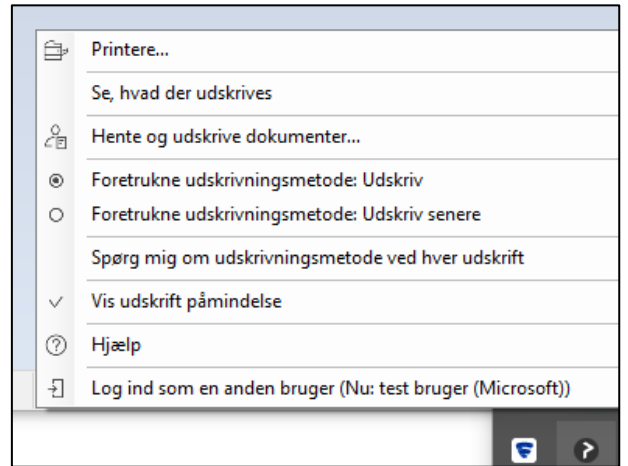 Printere...
Se, hvad der udskrives
Hente og udskrive dokumenter...
Foretrukne udskrivningsmetode: Udskriv
Foretrukne udskrivningsmetode: Udskriv senere
Spørg mig om udskrivningsmetode ved hver udskrift
Vis udskrift påmindelse
Hjælp
Log ind som en anden bruger (Nu: test bruger (Microsoft))